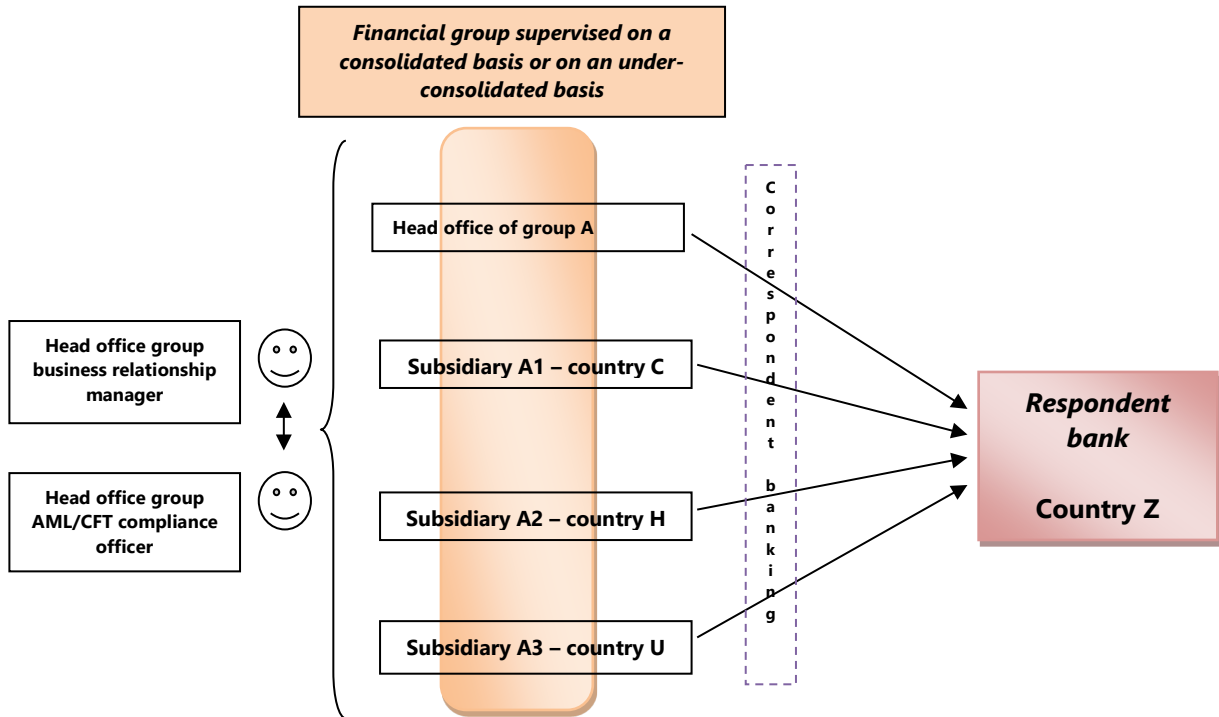 Financial group supervised on a
consolidated basis or on an under-
consolidated basis
Head office of group A
Head office group
business relationship
manager
Subsidiary A1 – country C
Head office group
AML/CFT compliance
officer
Subsidiary A2 – country H
Subsidiary A3 – country U
Correspondent banking
Respondent
bank
Country Z